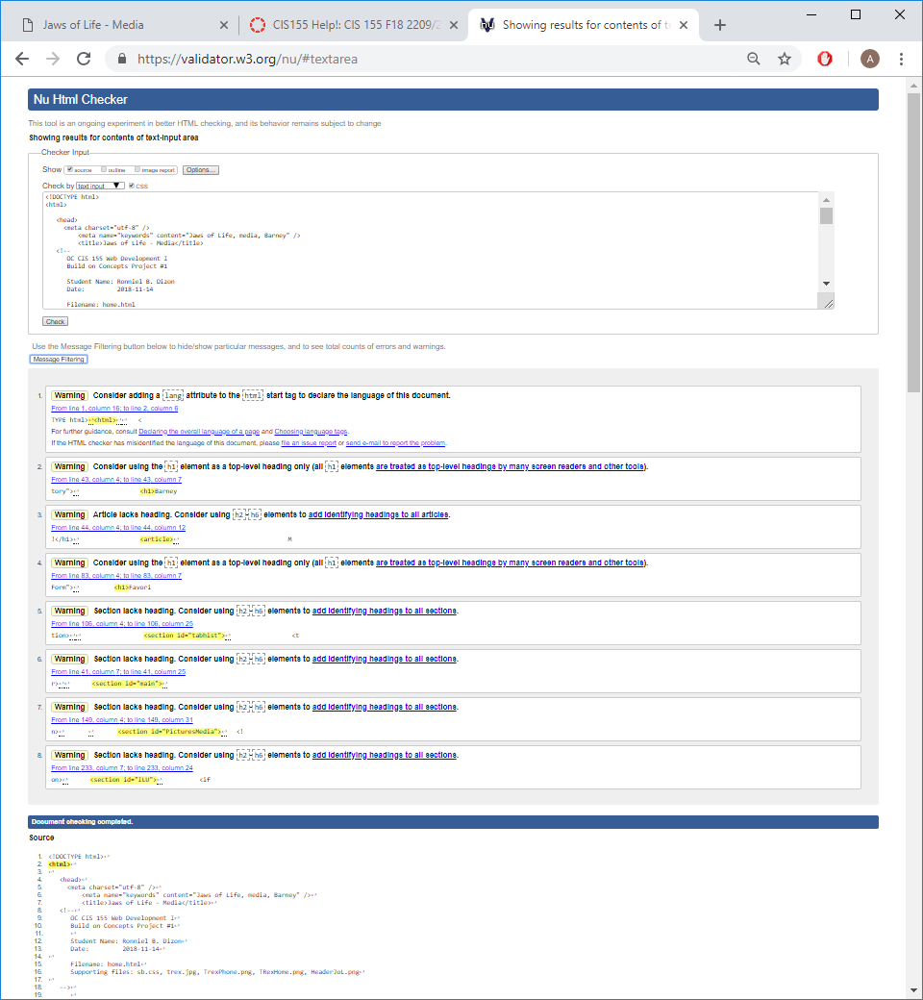 Jaws of Life - Media
CIS155 Help!: CIS 155 F18 2209/2
Showing results for contents of te
https://validator.w3.org/nu/#textarea
A
Nu Html Checker
This tool is an ongoing experiment in better HTML checking, and its behavior remains subject to change
Showing results for contents of text-input area
Checker Input
Show source outline image report Options...
Check by text input CSS
<!DOCTYPE html>
<html>
<head>
<meta charset="utf-8" />
<meta name="keywords" content="Jaws of Life, media, Barney" />
<title>Jaws of Life - Media</title>
<!--
OC CIS 155 Web Development I
Build on Concepts Project #1
Student Name: Ronniel B. Dizon
Date: 2018-11-14
Filename: home.html
Check
Use the Message Filtering button below to hide/show particular messages, and to see total counts of errors and warnings.
Message Filtering
1. Warning Consider adding a lang attribute to the html start tag to declare the language of this document.
From line 1, column 16; to line 2, column 6
TYPE html>↩<html>↩↩ <
For further guidance, consult Declaring the overall language of a page and Choosing language tags.
If the HTML checker has misidentified the language of this document, please file an issue report or send e-mail to report the problem.
2. Warning Consider using the h1 element as a top-level heading only (all h1 elements are treated as top-level headings by many screen readers and other tools).
From line 43, column 4; to line 43, column 7
tory">↩ <h1>Barney
3. Warning Article lacks heading. Consider using h2-h6 elements to add identifying headings to all articles.
From line 44, column 4; to line 44, column 12
!</h1>↩ <article>↩ M
4. Warning Consider using the h1 element as a top-level heading only (all h1 elements are treated as top-level headings by many screen readers and other tools).
From line 83, column 4; to line 83, column 7
Form">↩ <h1>Favori
5. Warning Section lacks heading. Consider using h2-h6 elements to add identifying headings to all sections.
From line 106, column 4; to line 106, column 25
tion>↩↩ <section id="tabhist">↩ <t
6. Warning Section lacks heading. Consider using h2-h6 elements to add identifying headings to all sections.
From line 41, column 7; to line 41, column 25
r>↩↩ <section id="main">↩
7. Warning Section lacks heading. Consider using h2-h6 elements to add identifying headings to all sections.
From line 149, column 4; to line 149, column 31
n>↩ ↩ <section id="PicturesMedia">↩ <!
8. Warning Section lacks heading. Consider using h2-h6 elements to add identifying headings to all sections.
From line 233, column 7; to line 233, column 24
on>↩ <section id="ILU">↩ <if
Document checking completed.
Source
1. <!DOCTYPE html>↩
2. <html>↩
3. ↩
4. <head>↩
5. <meta charset="utf-8" />↩
6. <meta name="keywords" content="Jaws of Life, media, Barney" />↩
7. <title>Jaws of Life - Media</title>↩
8. <!--↩
9. OC CIS 155 Web Development I↩
10. Build on Concepts Project #1↩
11. ↩
12. Student Name: Ronniel B. Dizon↩
13. Date: 2018-11-14↩
14. ↩
15. Filename: home.html↩
16. Supporting files: sb.css, trex.jpg, TrexPhone.png, TRexHome.png, HeaderJoL.png↩
17. ↩
18. -->↩
19. ↩